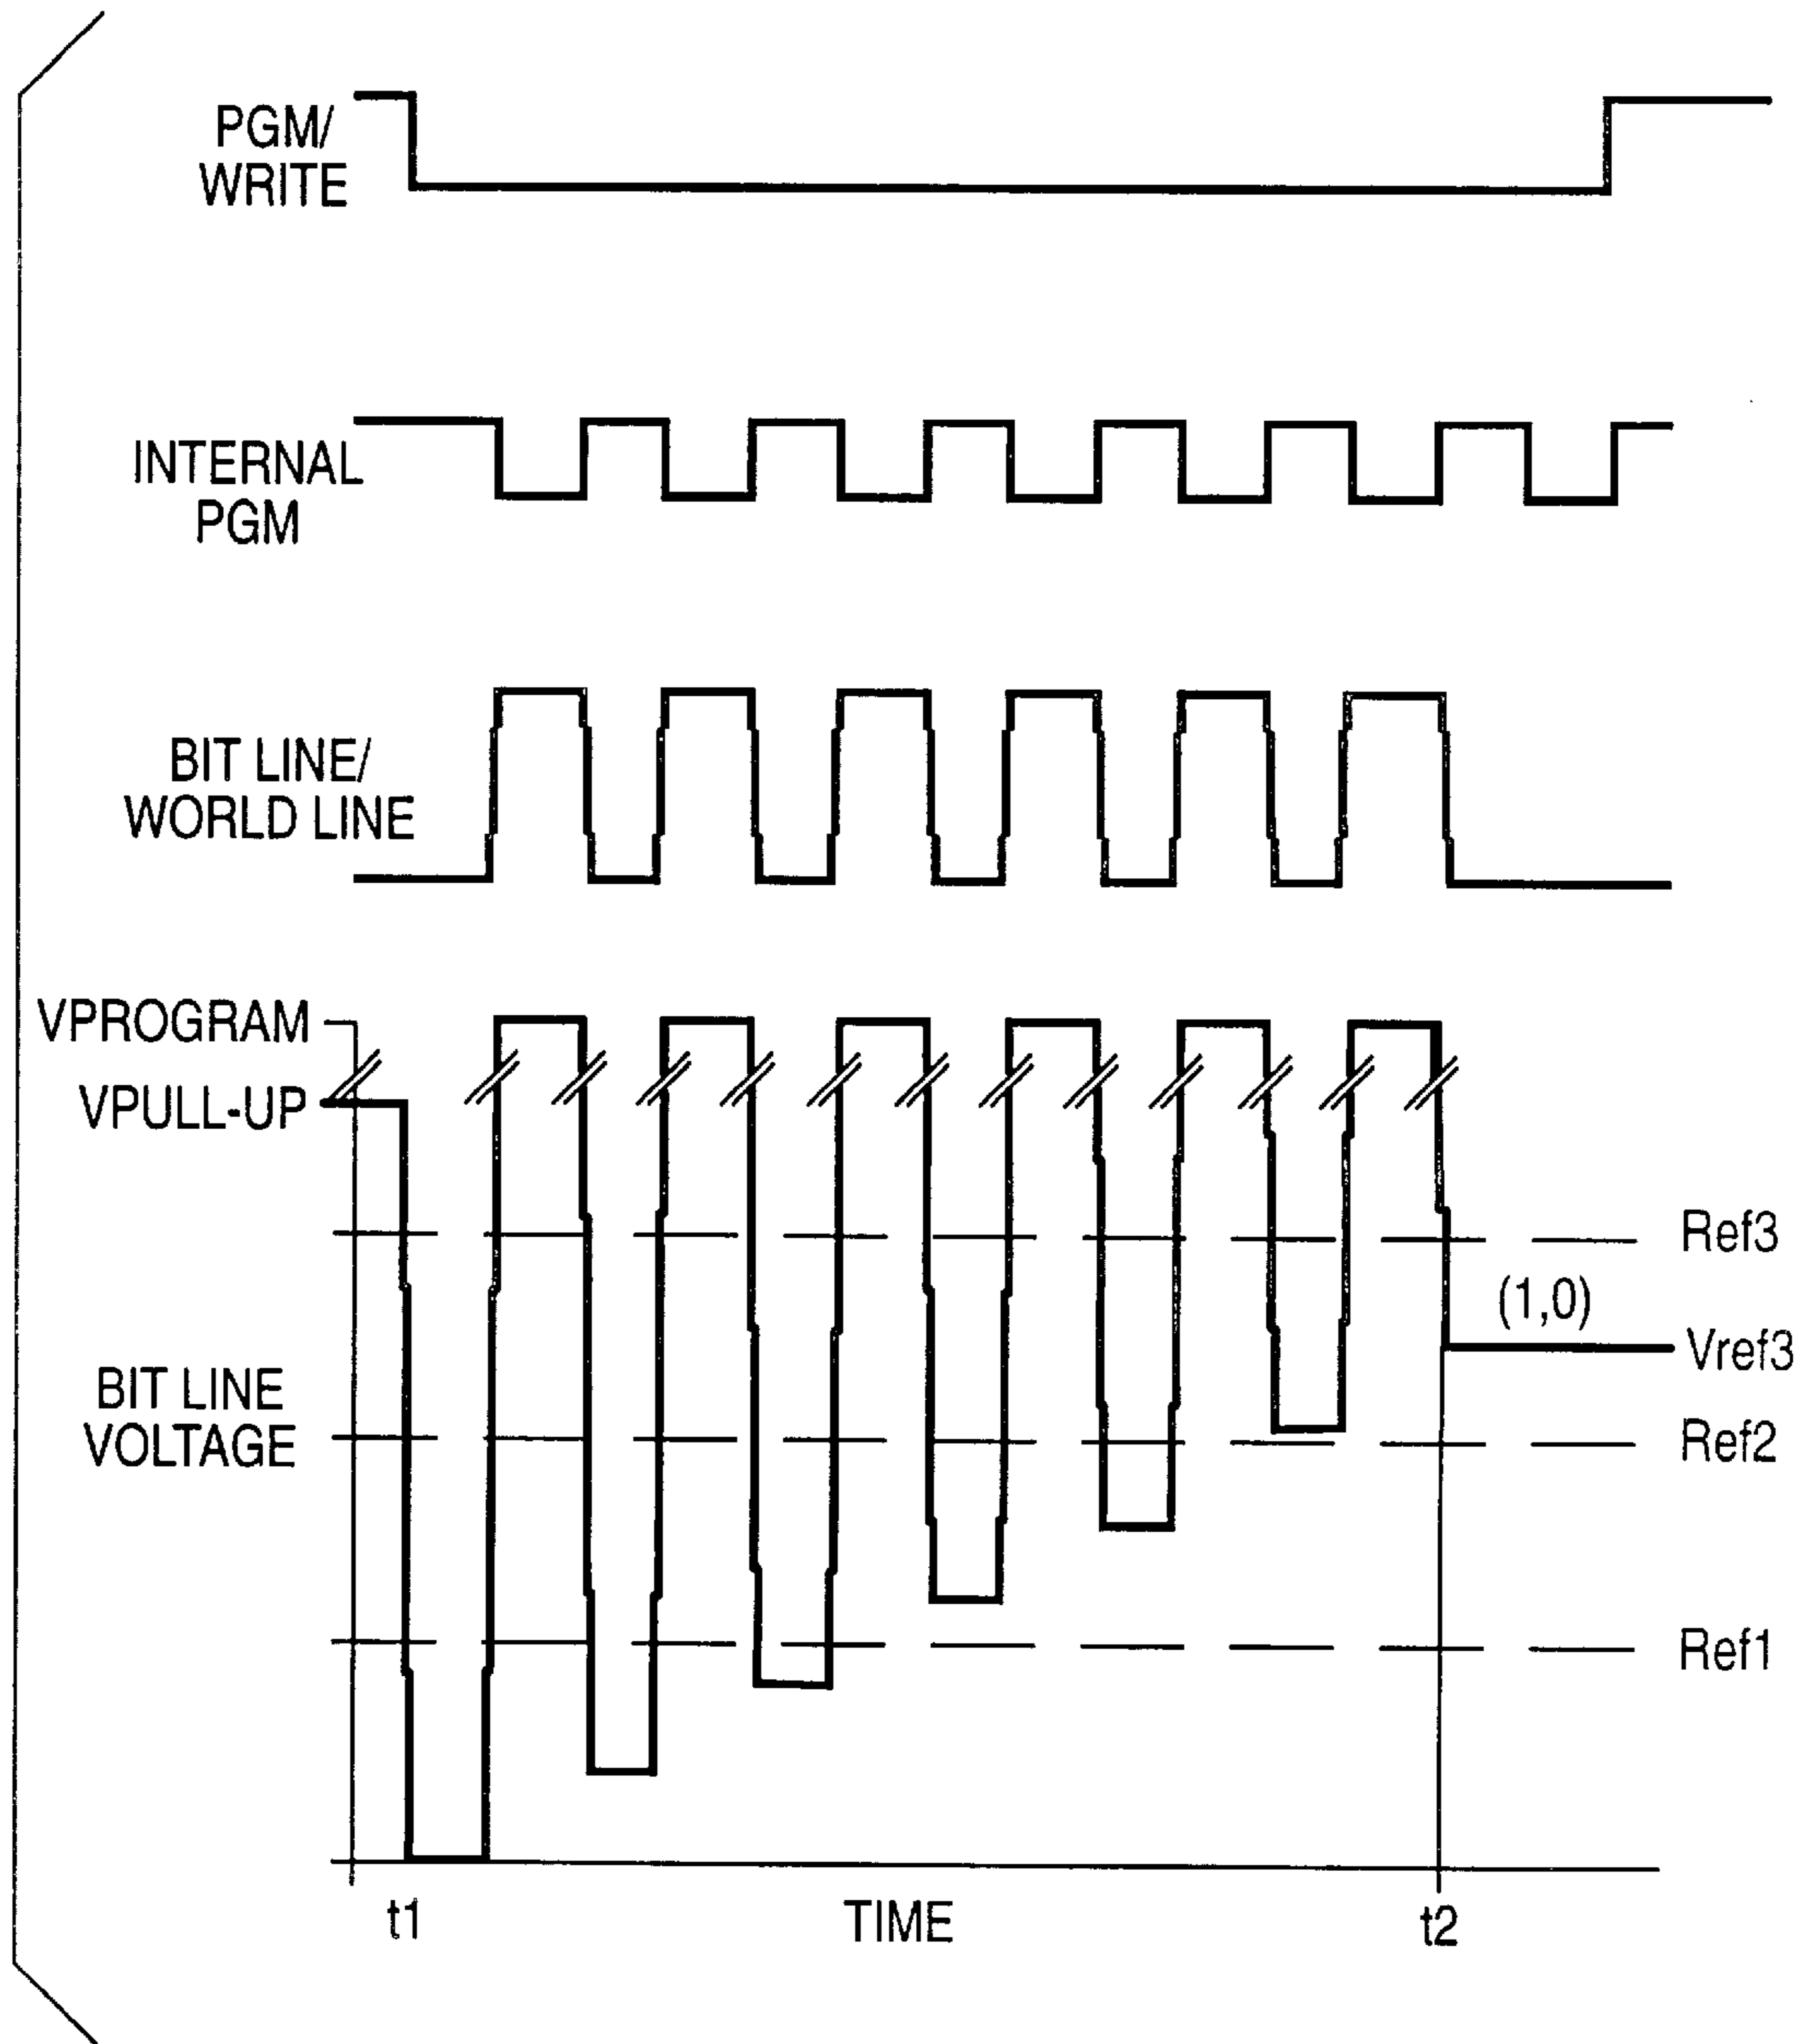 PGM/
WRITE
INTERNAL
PGM
BIT LINE/
WORLD LINE
VPROGRAM
VPULL-UP
Ref3
(1,0)
Vref3
BIT LINE
VOLTAGE
Ref2
Ref1
t1
TIME
t2